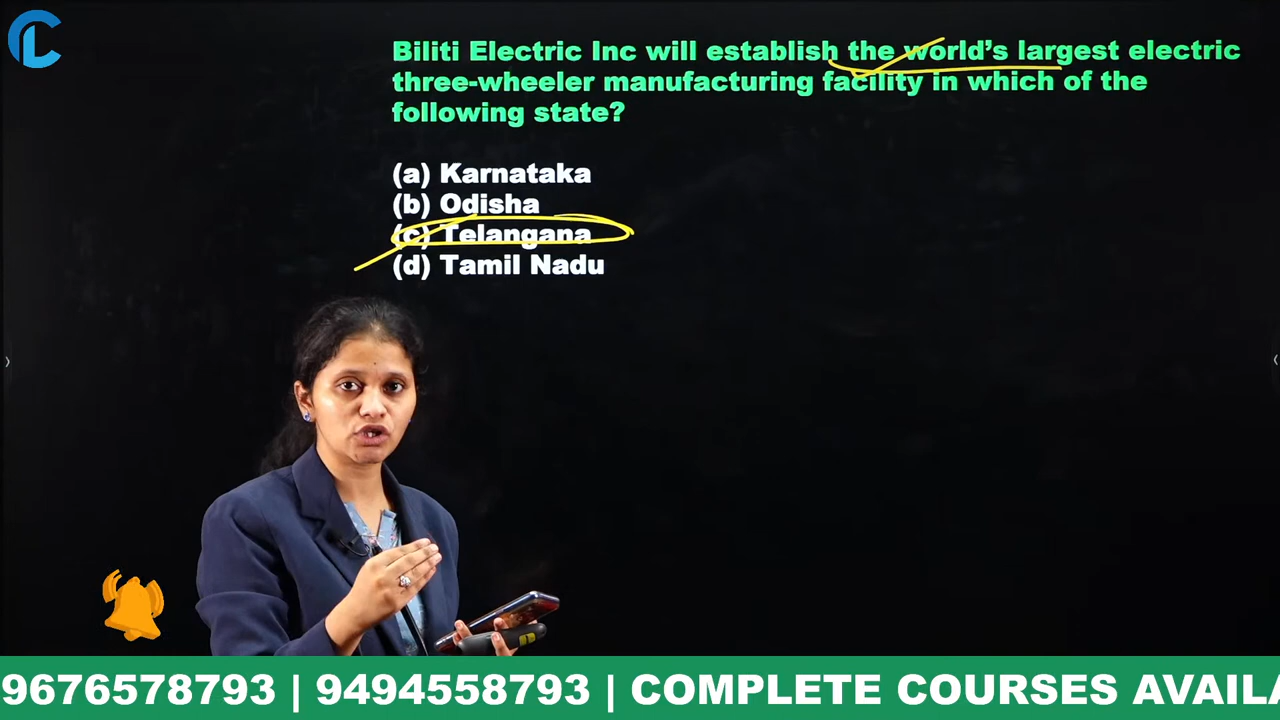 Biliti Electric Inc will establish the world's largest electric
three-wheeler manufacturing facility in which of the
following state?
(a) Karnataka
(b) Odisha
(c) Telangana
(d) Tamil Nadu
9676578793 | 9494558793 | COMPLETE COURSES AVAILA